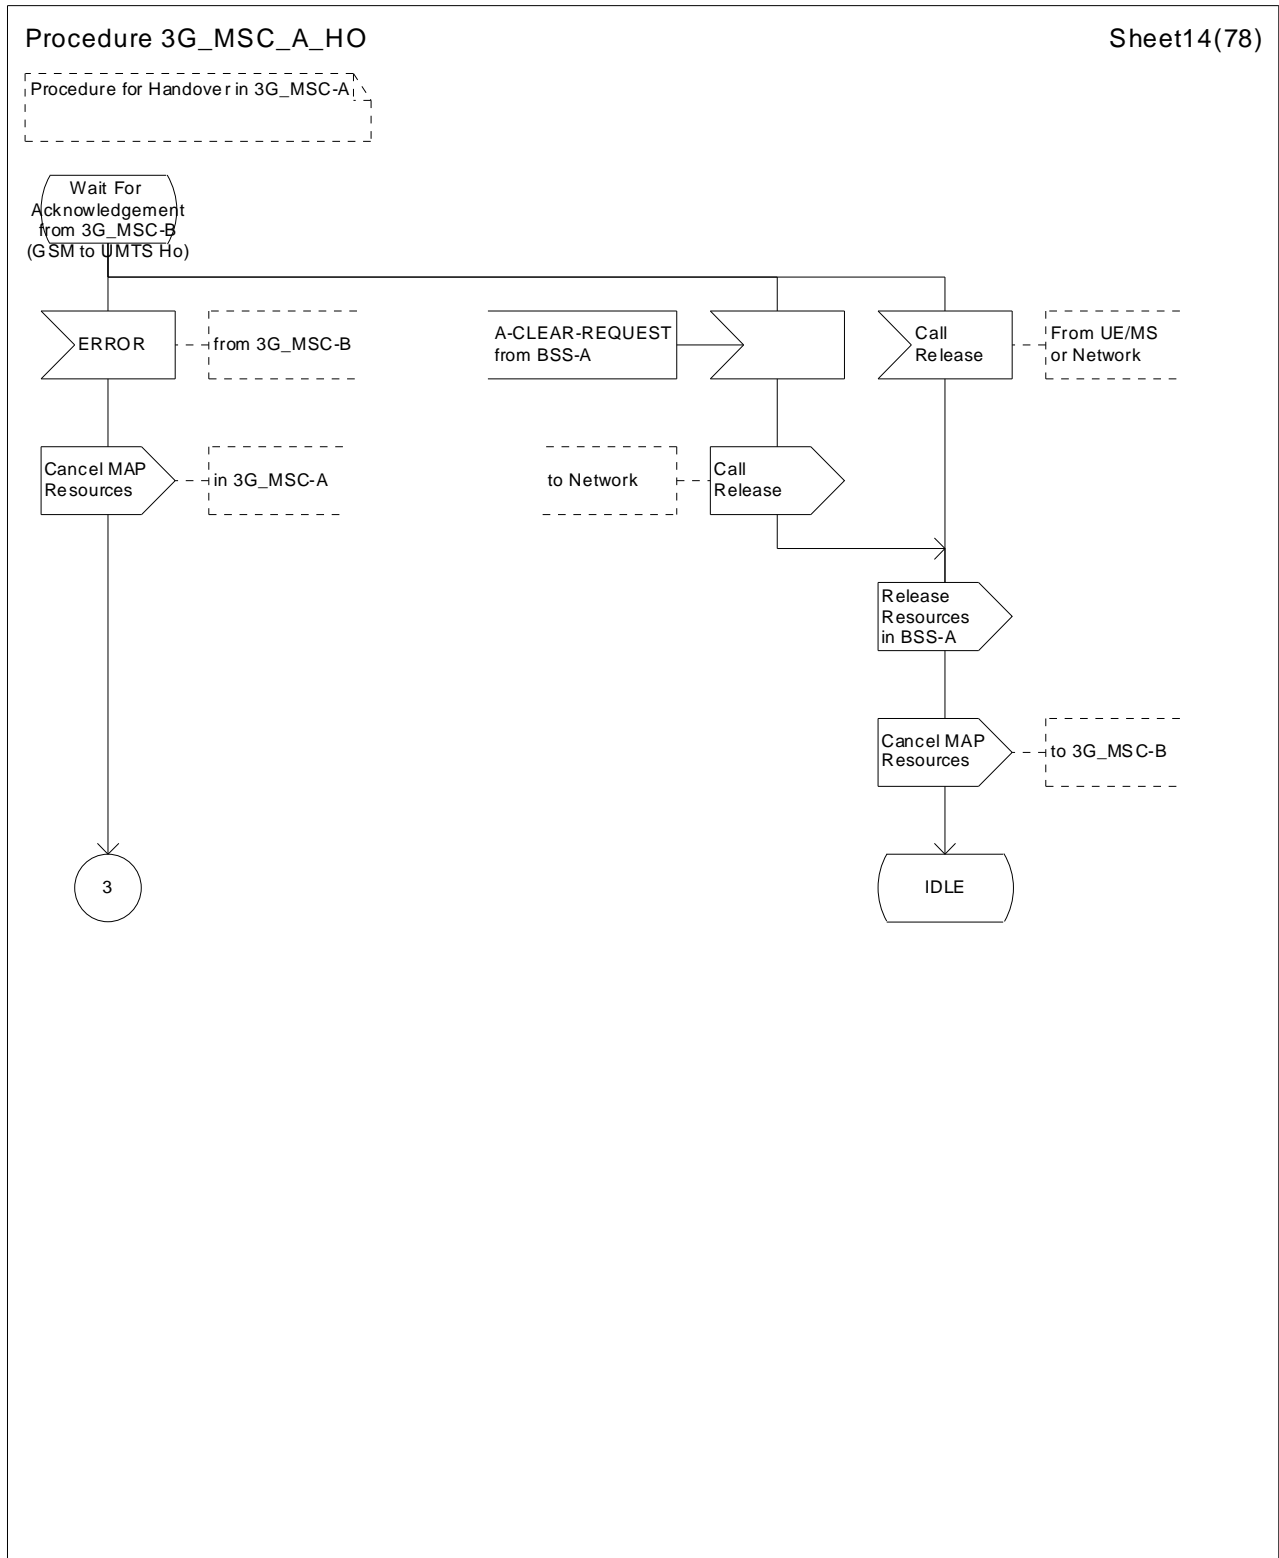 Procedure 3G_MSC_A_HO
Sheet14(78)
Procedure for Handover in 3G_MSC-A
Wait For
Acknowledgement
from 3G_MSC-B
(GSM to UMTS Ho)
ERROR
from 3G_MSC-B
A-CLEAR-REQUEST
from BSS-A
Call
Release
From UE/MS
or Network
Cancel MAP
Resources
in 3G_MSC-A
to Network
Call
Release
Release
Resources
in BSS-A
Cancel MAP
Resources
to 3G_MSC-B
3
IDLE